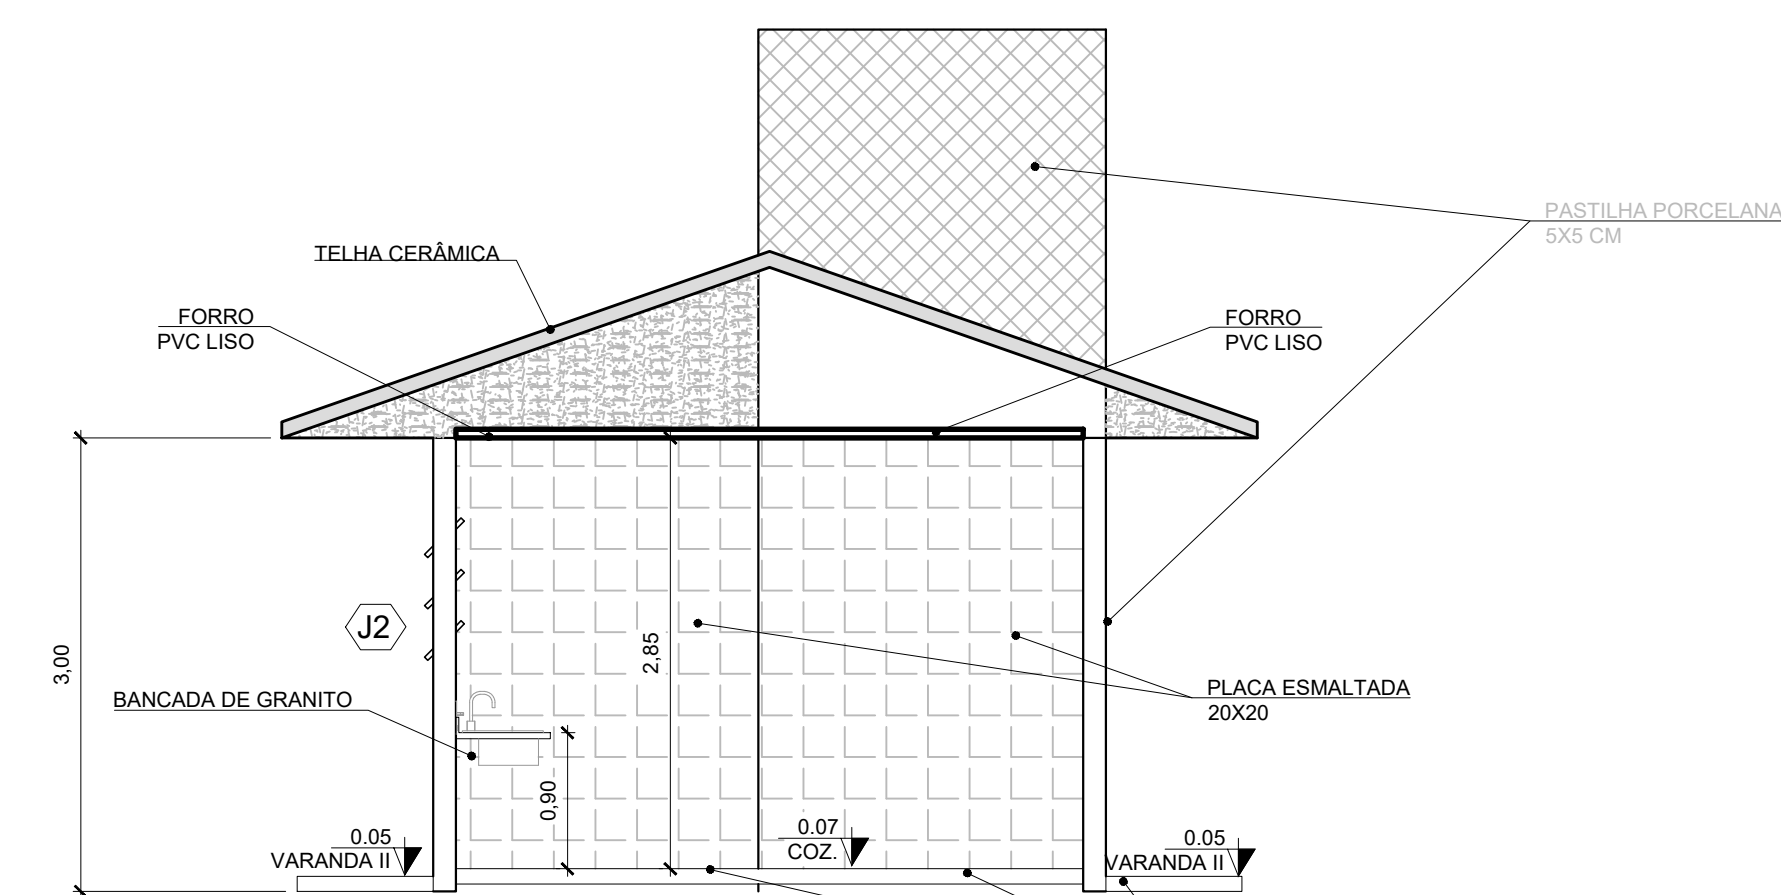 PASTILHA PORCELANA
5X5 CM
TELHA CERÂMICA
FORRO
PVC LISO
FORRO
PVC LISO
J2
3,00
2,85
BANCADA DE GRANITO
PLACA ESMALTADA
20X20
0,90
0.05
VARANDA II
0.07
COZ.
0.05
VARANDA II